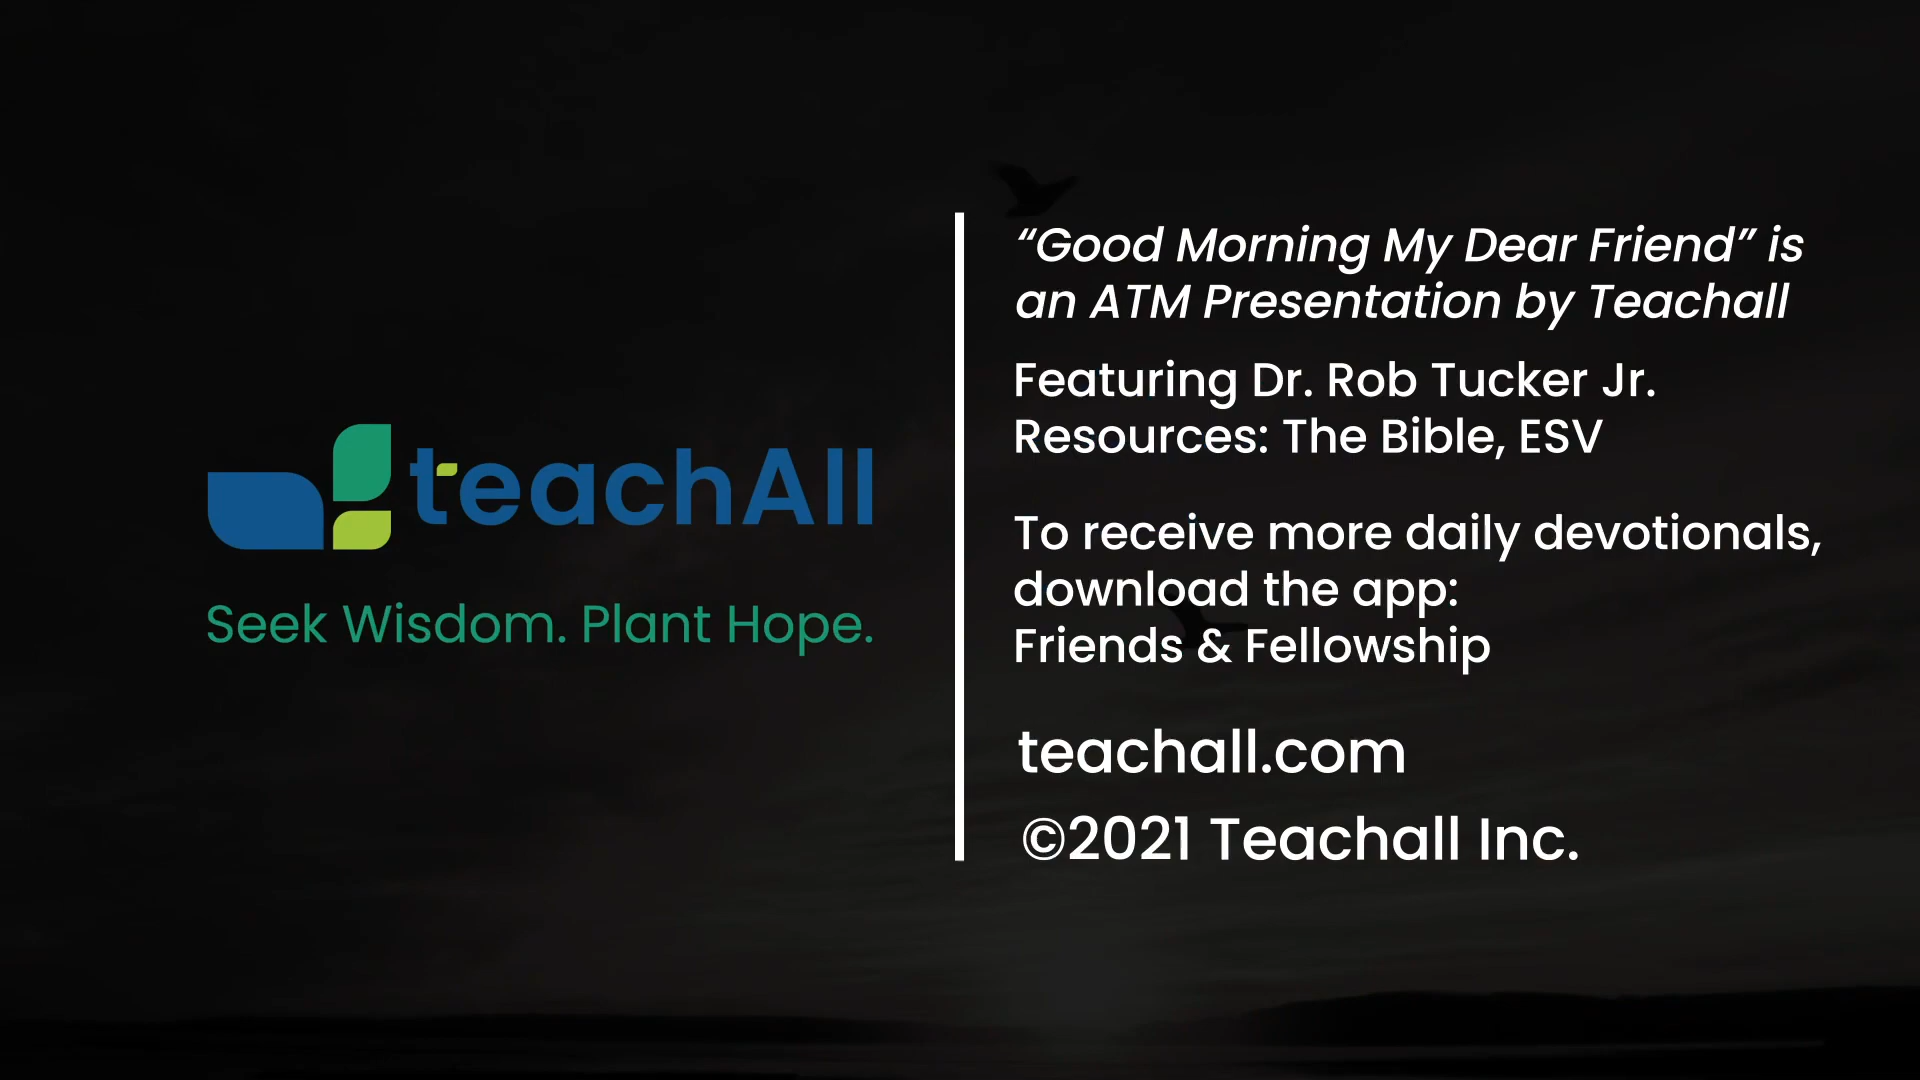 teachAll
Seek Wisdom. Plant Hope.
“Good Morning My Dear Friend” is
an ATM Presentation by Teachall
Featuring Dr. Rob Tucker Jr.
Resources: The Bible, ESV
To receive more daily devotionals,
download the app:
Friends & Fellowship
teachall.com
©2021 Teachall Inc.